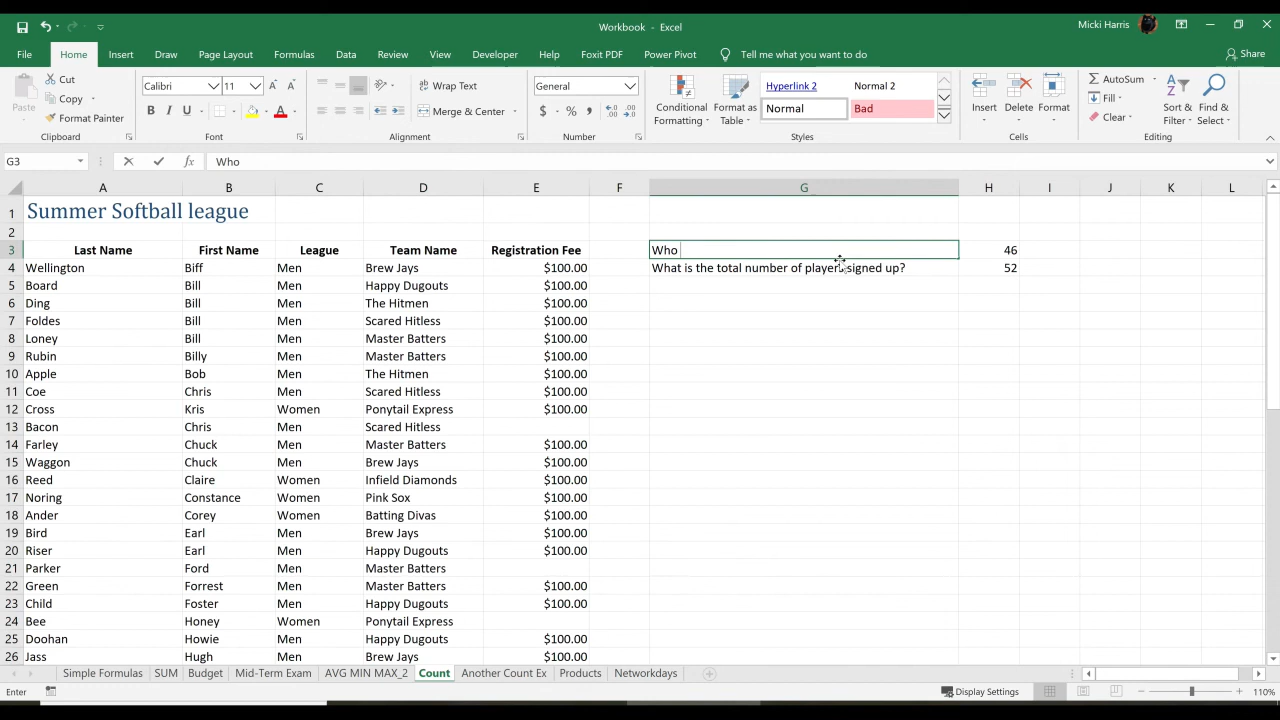 Workbook - Excel
Micki Harris
File Home Insert Draw Page Layout Formulas Data Review View Developer Help Foxit PDF Power Pivot Tell me what you want to do Share
Paste Cut Copy Format Painter
Calibri 11
B I U
Wrap Text
Merge & Center
General
$ % ,
Conditional Formatting
Format as Table
Hyperlink 2 Normal 2
Normal Bad
Insert Delete Format
AutoSum
Fill
Clear
Sort & Filter
Find & Select
Clipboard Font Alignment Number Styles Cells Editing
G3 fx Who
A B C D E F G H I J K L
1 Summer Softball league
2
3 Last Name First Name League Team Name Registration Fee Who 46
4 Wellington Biff Men Brew Jays $100.00 What is the total number of players signed up? 52
5 Board Bill Men Happy Dugouts $100.00
6 Ding Bill Men The Hitmen $100.00
7 Foldes Bill Men Scared Hitless $100.00
8 Loney Bill Men Master Batters $100.00
9 Rubin Billy Men Master Batters $100.00
10 Apple Bob Men The Hitmen $100.00
11 Coe Chris Men Scared Hitless $100.00
12 Cross Kris Women Ponytail Express $100.00
13 Bacon Chris Men Scared Hitless
14 Farley Chuck Men Master Batters $100.00
15 Waggon Chuck Men Brew Jays $100.00
16 Reed Claire Women Infield Diamonds $100.00
17 Noring Constance Women Pink Sox $100.00
18 Ander Corey Women Batting Divas $100.00
19 Bird Earl Men Brew Jays $100.00
20 Riser Earl Men Happy Dugouts $100.00
21 Parker Ford Men Master Batters
22 Green Forrest Men Master Batters $100.00
23 Child Foster Men Happy Dugouts $100.00
24 Bee Honey Women Ponytail Express
25 Doohan Howie Men Happy Dugouts $100.00
26 Jass Hugh Men Brew Jays $100.00
Simple Formulas SUM Budget Mid-Term Exam AVG MIN MAX_2 Count Another Count Ex Products Networkdays
Enter Display Settings 110%